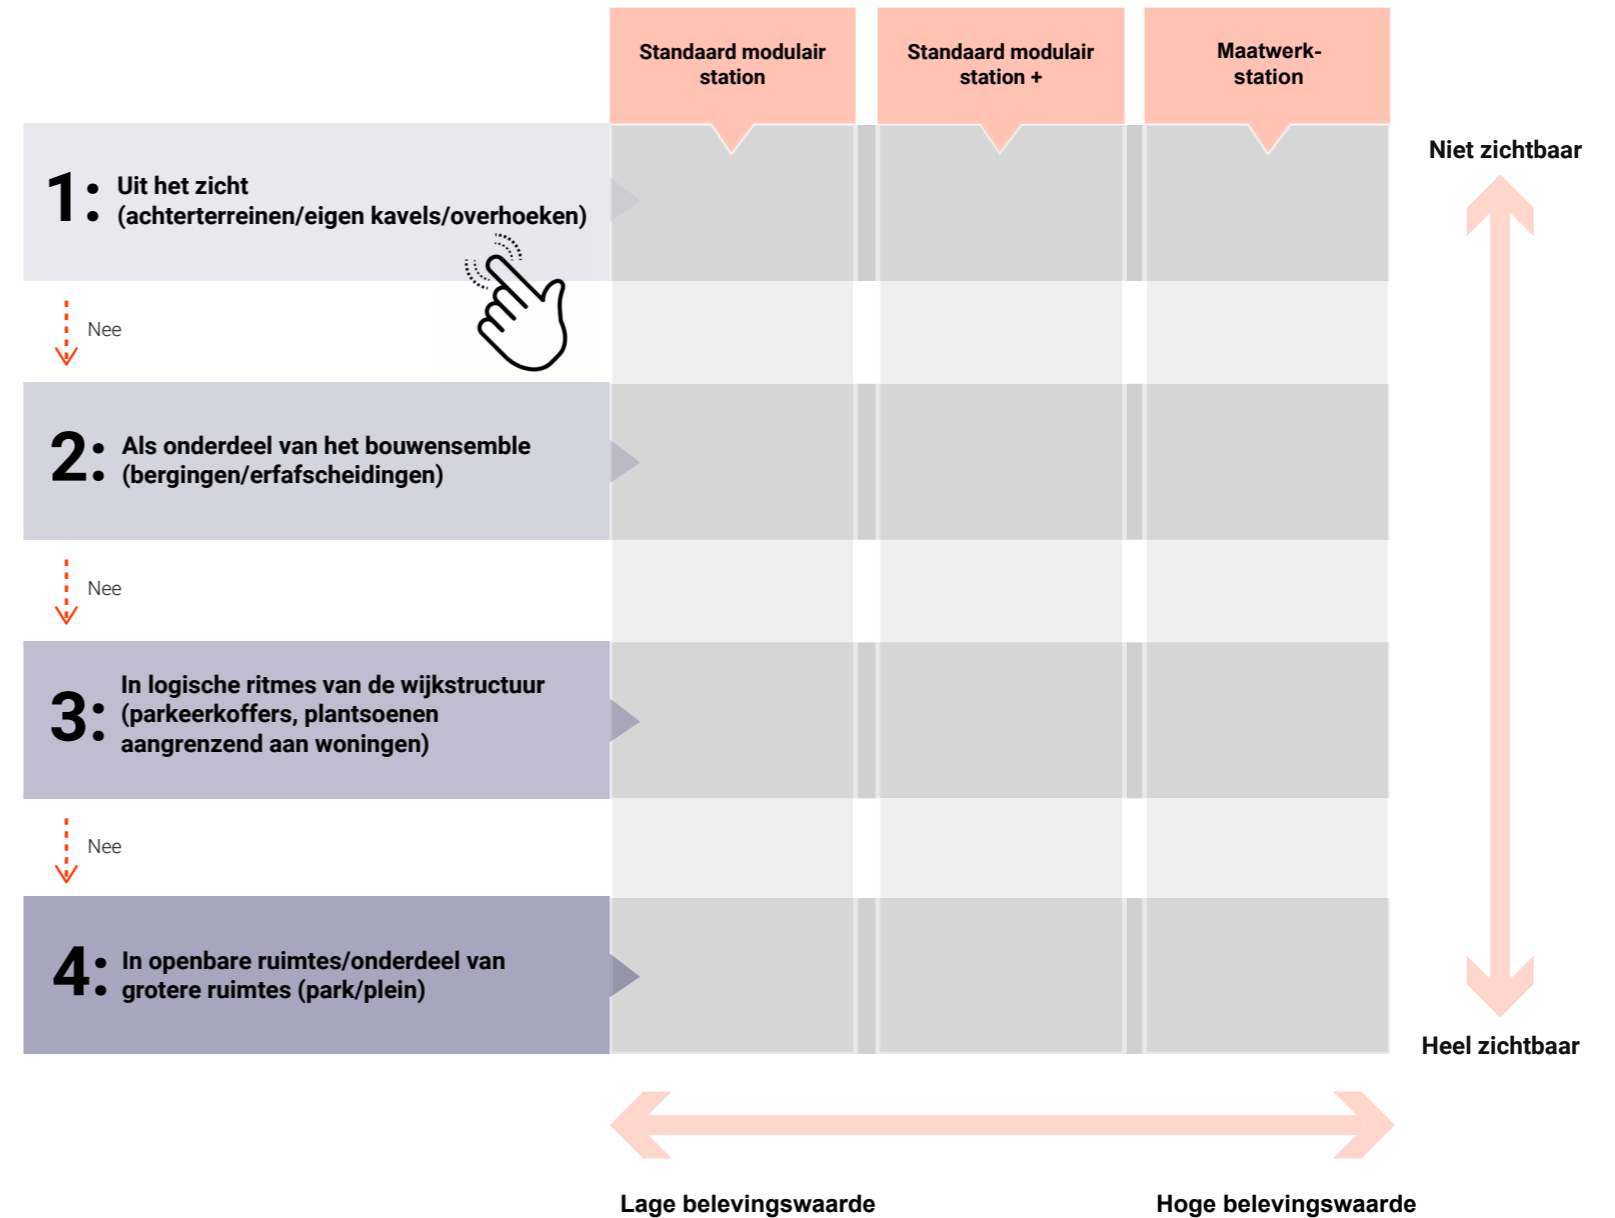 Standaard modulair
station
Standaard modulair
station +
Maatwerk-
station
Niet zichtbaar
1: Uit het zicht
(achterterreinen/eigen kavels/overhoeken)
Nee
2: Als onderdeel van het bouwensemble
(bergingen/erfafscheidingen)
Nee
3: In logische ritmes van de wijkstructuur
(parkeerkoffers, plantsoenen
aangrenzend aan woningen)
Nee
4: In openbare ruimtes/onderdeel van
grotere ruimtes (park/plein)
Heel zichtbaar
Lage belevingswaarde
Hoge belevingswaarde